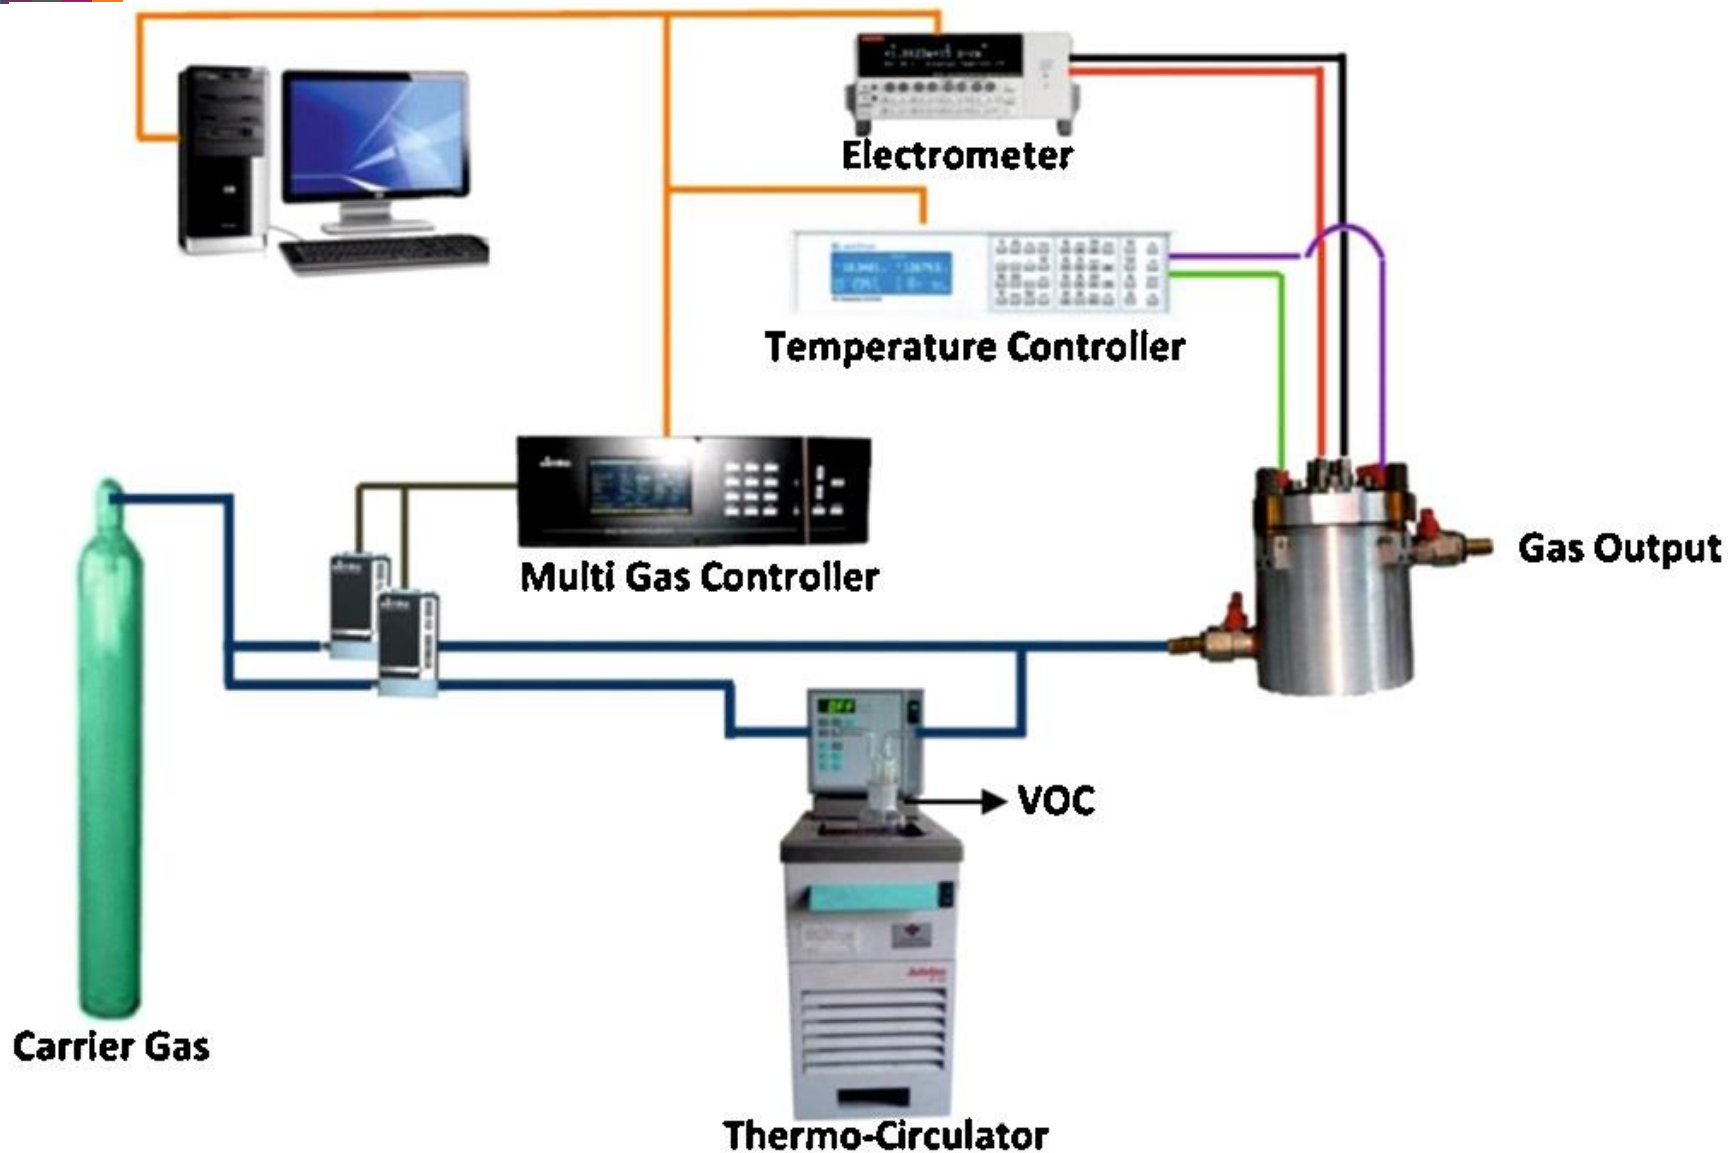 Electrometer
Temperature Controller
Multi Gas Controller
Gas Output
VOC
Carrier Gas
Thermo-Circulator